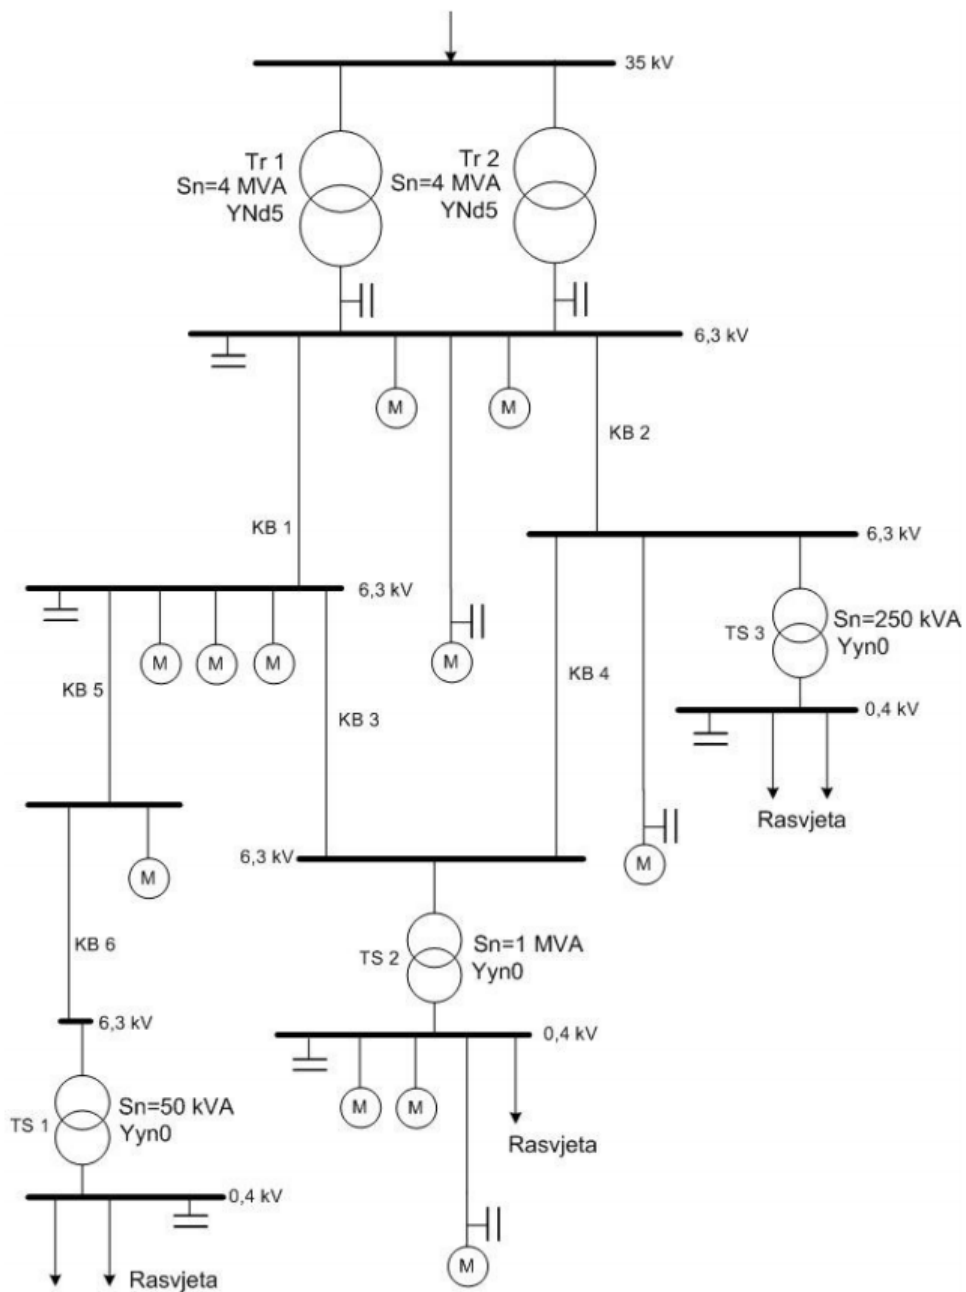 35 kV
Tr 1
Sn=4 MVA
YNd5
Tr 2
Sn=4 MVA
YNd5
6,3 kV
M
M
KB 2
KB 1
6,3 kV
6,3 kV
M
M
M
M
KB 5
KB 3
KB 4
TS 3
Sn=250 kVA
Yyn0
0,4 kV
Rasvjeta
M
6,3 kV
M
KB 6
TS 2
Sn=1 MVA
Yyn0
6,3 kV
0,4 kV
TS 1
Sn=50 kVA
Yyn0
M
M
Rasvjeta
0,4 kV
M
Rasvjeta